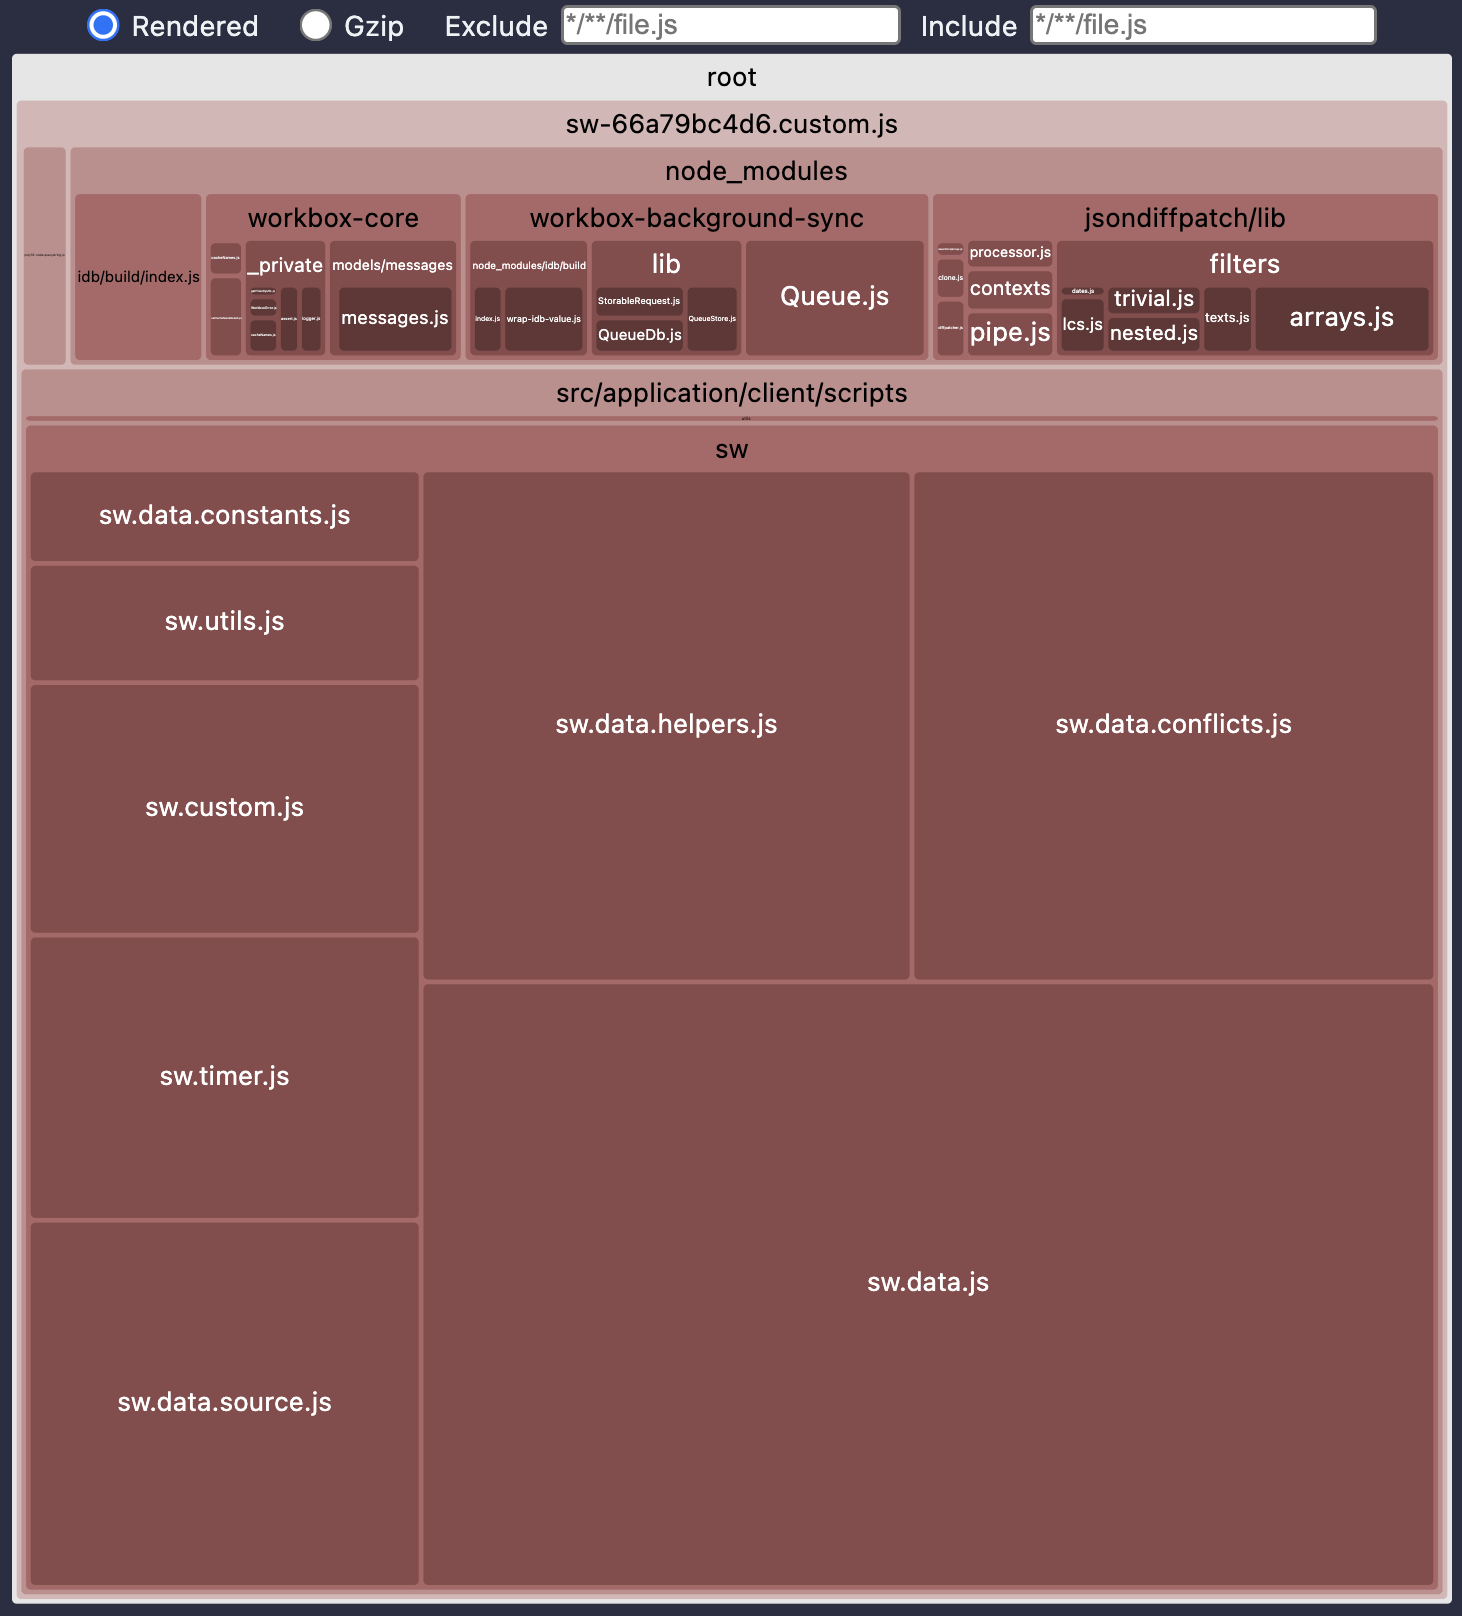 Rendered Gzip Exclude */**/file.js Include */**/file.js
root
sw-66a79bc4d6.custom.js
node_modules
idb/build/index.js
workbox-core
_private
models/messages
messages.js
workbox-background-sync
node_modules/idb/build
index.js
wrap-idb-value.js
lib
StorableRequest.js
QueueDb.js
QueueStore.js
Queue.js
jsondiffpatch/lib
clone.js
processor.js
contexts
pipe.js
filters
dates.js
lcs.js
trivial.js
nested.js
texts.js
arrays.js
src/application/client/scripts
sw
sw.data.constants.js
sw.utils.js
sw.custom.js
sw.timer.js
sw.data.source.js
sw.data.helpers.js
sw.data.conflicts.js
sw.data.js